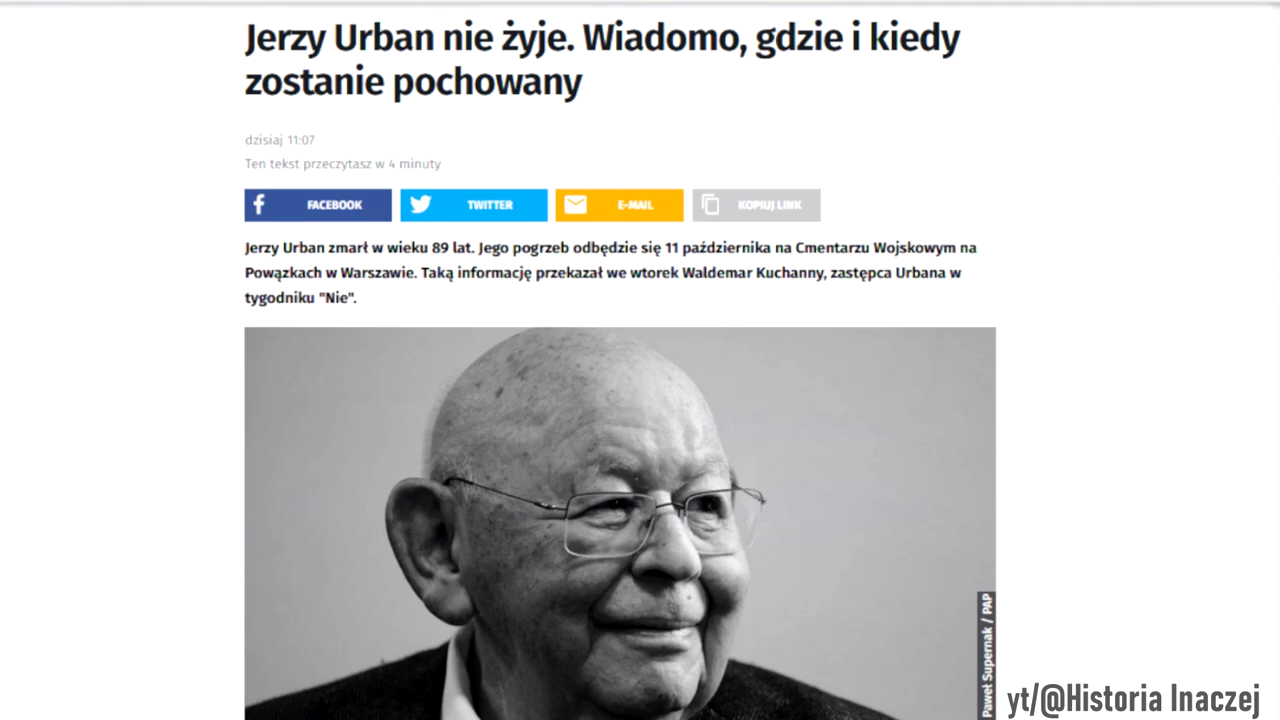 Jerzy Urban nie żyje. Wiadomo, gdzie i kiedy
zostanie pochowany
dzisiaj 11:07
Ten tekst przeczytasz w 4 minuty
FACEBOOK
TWITTER
E-MAIL
KOPIUJ LINK
Jerzy Urban zmarł w wieku 89 lat. Jego pogrzeb odbędzie się 11 października na Cmentarzu Wojskowym na
Powązkach w Warszawie. Taką informację przekazał we wtorek Waldemar Kuchanny, zastępca Urbana w
tygodniku "Nie".
Paweł Supernak / PAP
yt/@Historia Inaczej